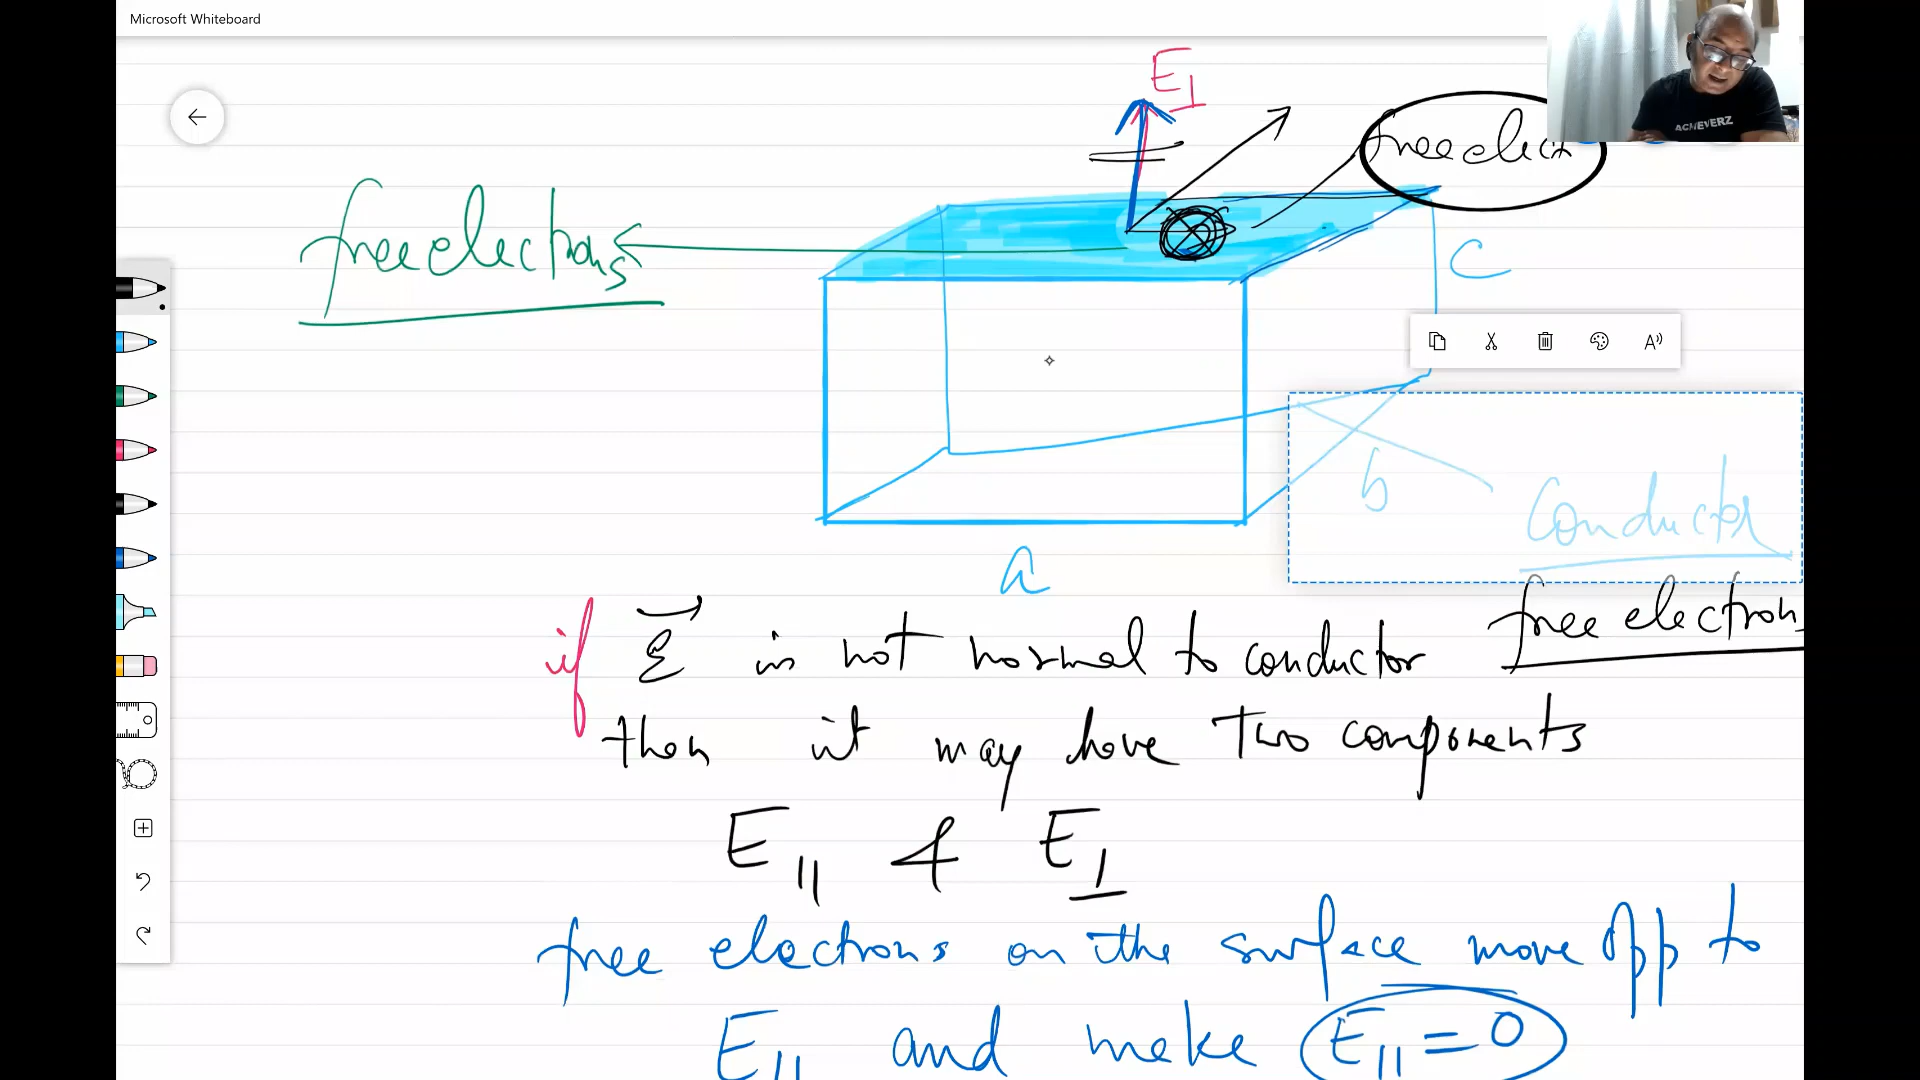 Microsoft Whiteboard
ACHIEVERZ
E⊥
free elect
free electrons
C
b
Conductor
a
free electrons
if E⃗ is not normal to conductor
then it may have Two components
E∥ & E⊥
free electrons on the surface move opp to
E∥ and make E∥ = 0